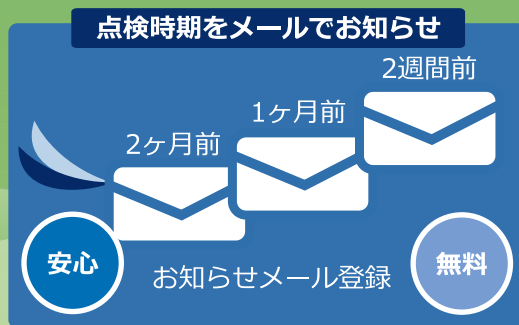 点検時期をメールでお知らせ
2週間前
1ヶ月前
2ヶ月前
安心
お知らせメール登録
無料